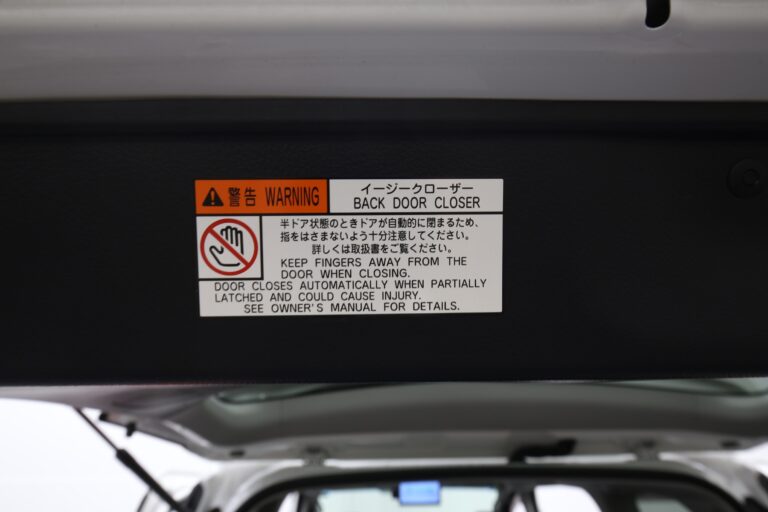 警告 WARNING
イージークローザー
BACK DOOR CLOSER
半ドア状態のときドアが自動的に閉まるため、
指をはさまないよう十分注意してください。
詳しくは取扱書をご覧ください。
KEEP FINGERS AWAY FROM THE
DOOR WHEN CLOSING.
DOOR CLOSES AUTOMATICALLY WHEN PARTIALLY
LATCHED AND COULD CAUSE INJURY.
SEE OWNER'S MANUAL FOR DETAILS.